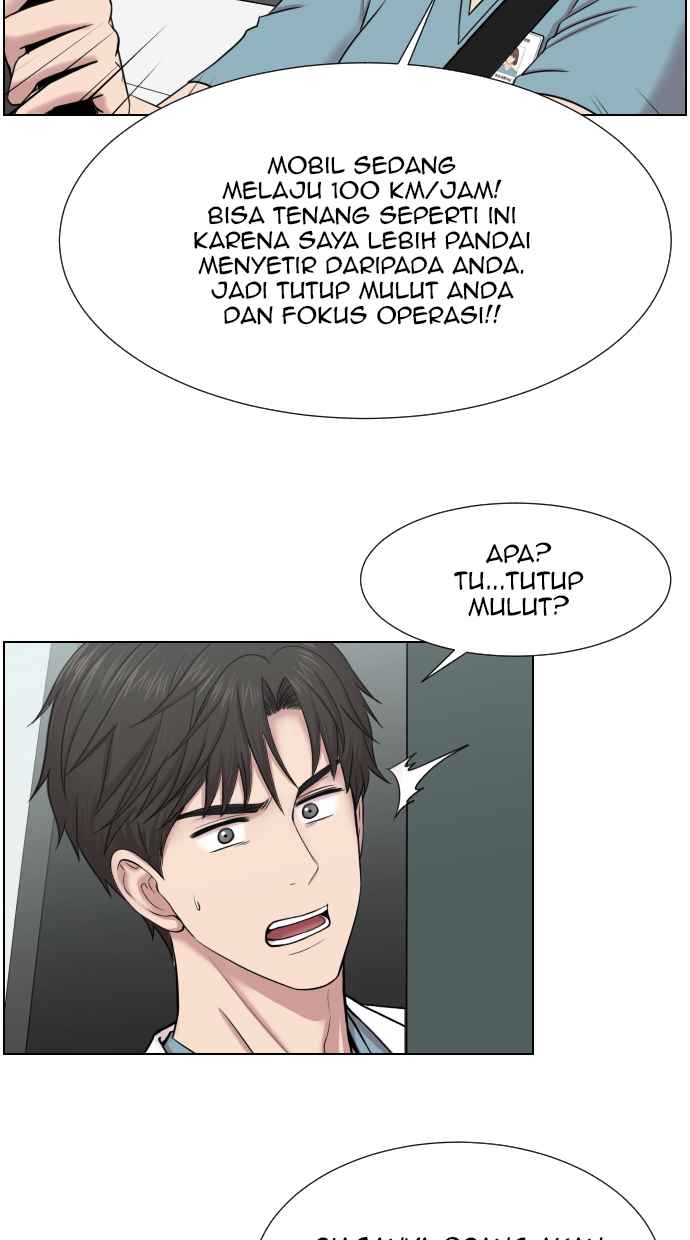 MOBIL SEDANG
MELAJU 100 KM/JAM!
BISA TENANG SEPERTI INI
KARENA SAYA LEBIH PANDAI
MENYETIR DARIPADA ANDA.
JADI TUTUP MULUT ANDA
DAN FOKUS OPERASI!!
APA?
TU...TUTUP
MULUT?